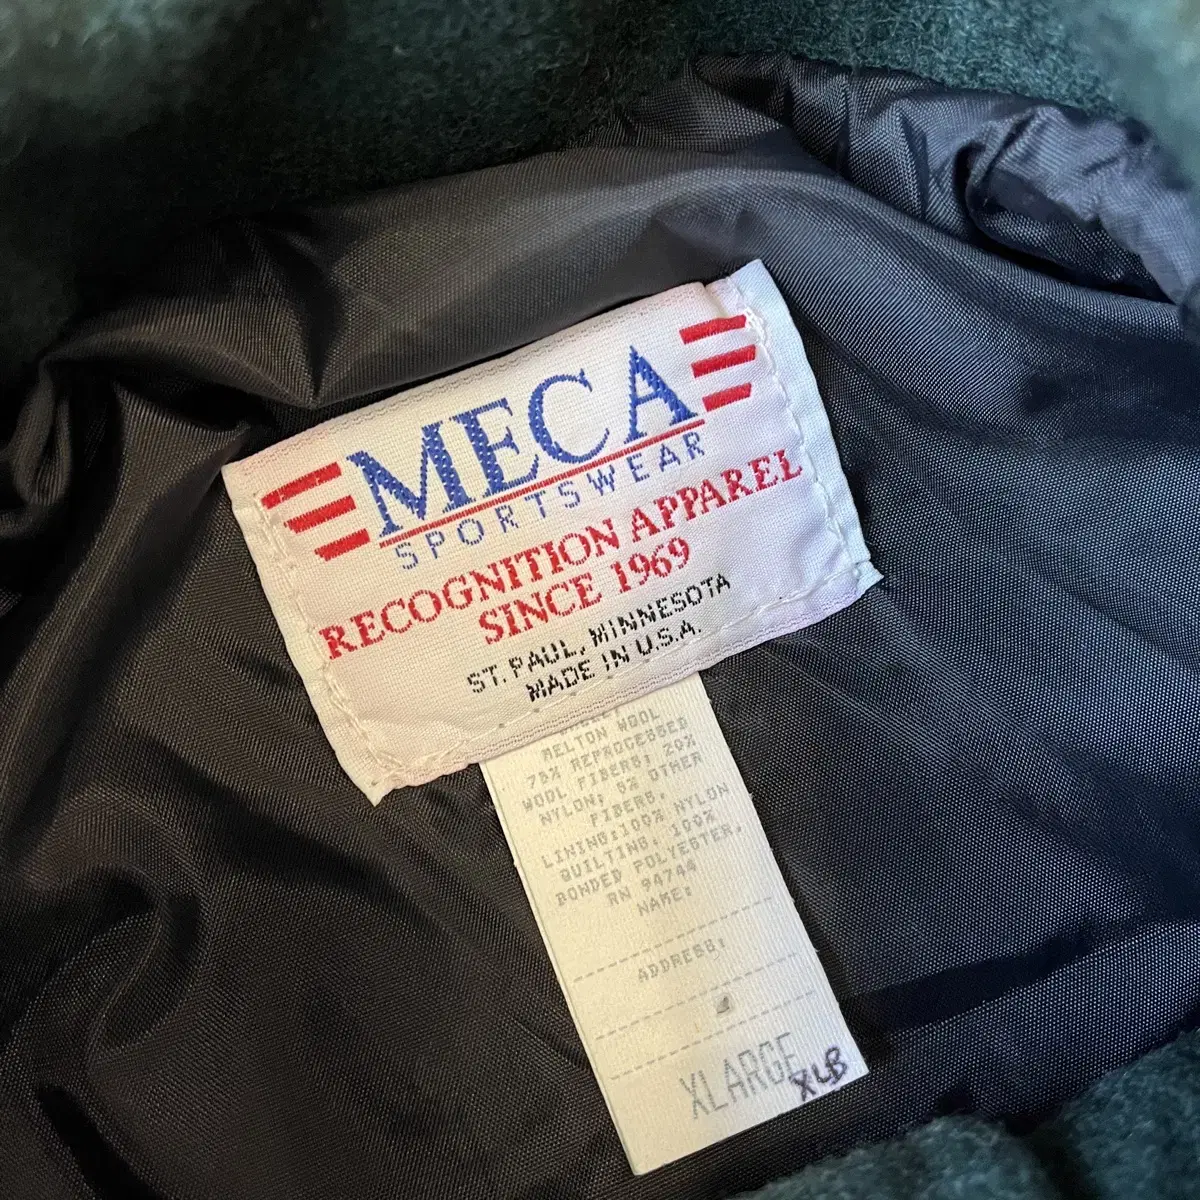 MECA
SPORTSWEAR
RECOGNITION APPAREL
SINCE 1969
ST. PAUL, MINNESOTA
MADE IN U.S.A.
MELTON WOOL
75% REPROCESSED
WOOL FIBERS; 20%
NYLON; 5% OTHER
FIBERS.
LINING:100% NYLON
QUILTING, 100%
BONDED POLYESTER.
RN 94744
NAME:
ADDRESS:
XLARGE
XLB